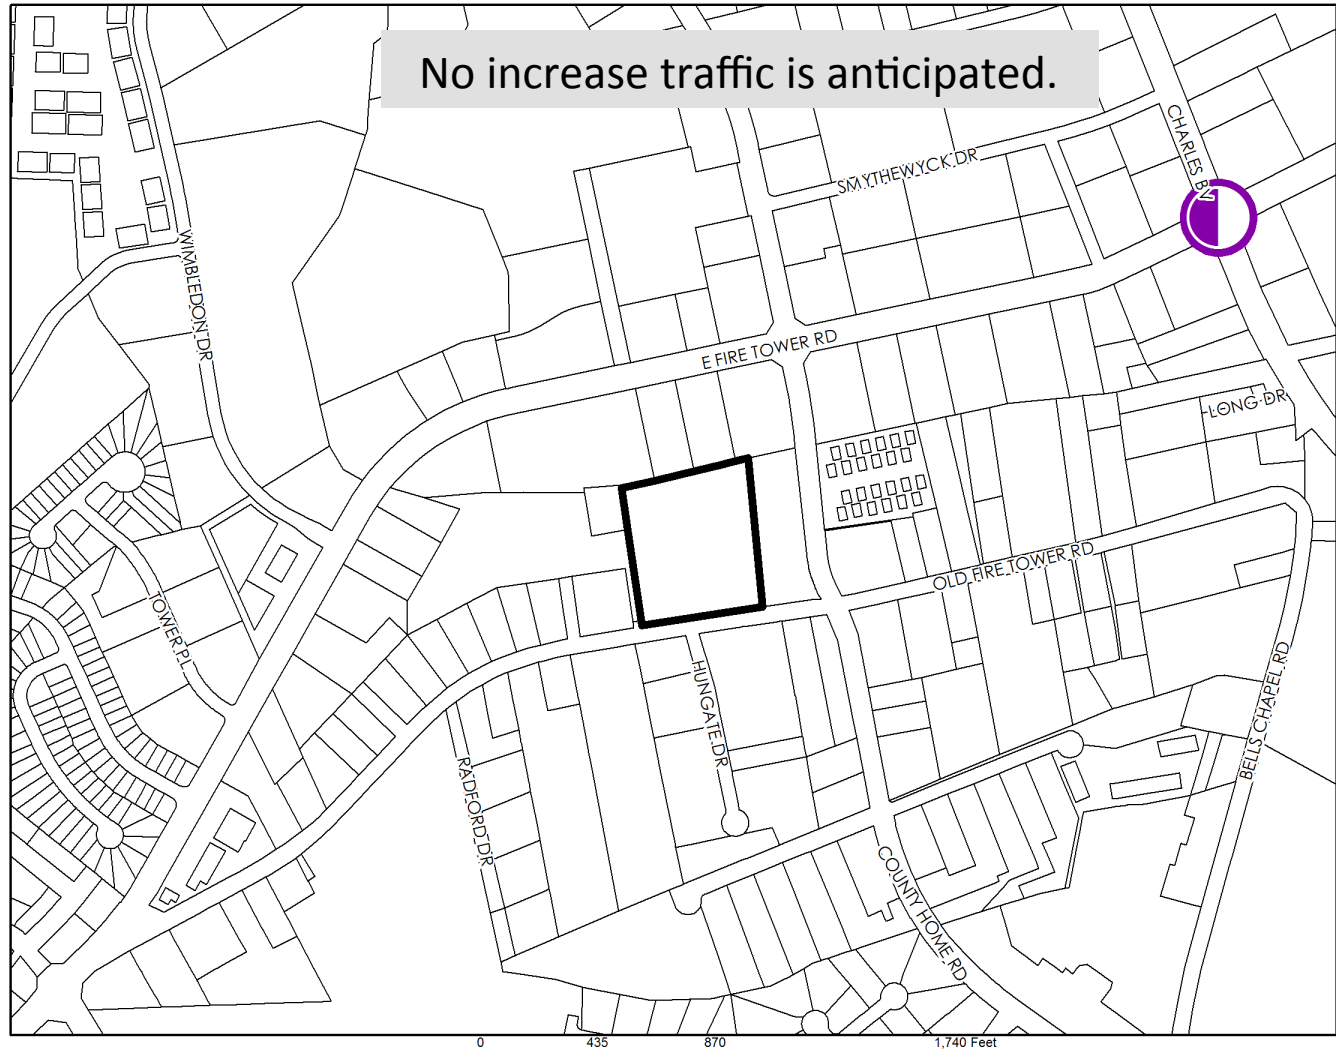 No increase traffic is anticipated.
CHARLES BV
SMYTHEWYCK DR
WIMBLEDON DR
E FIRE TOWER RD
LONG DR
OLD FIRE TOWER RD
TOWER PL
HUNGATE DR
BELLS CHAPEL RD
RADFORD DR
COUNTY HOME RD
0 435 870 1,740 Feet